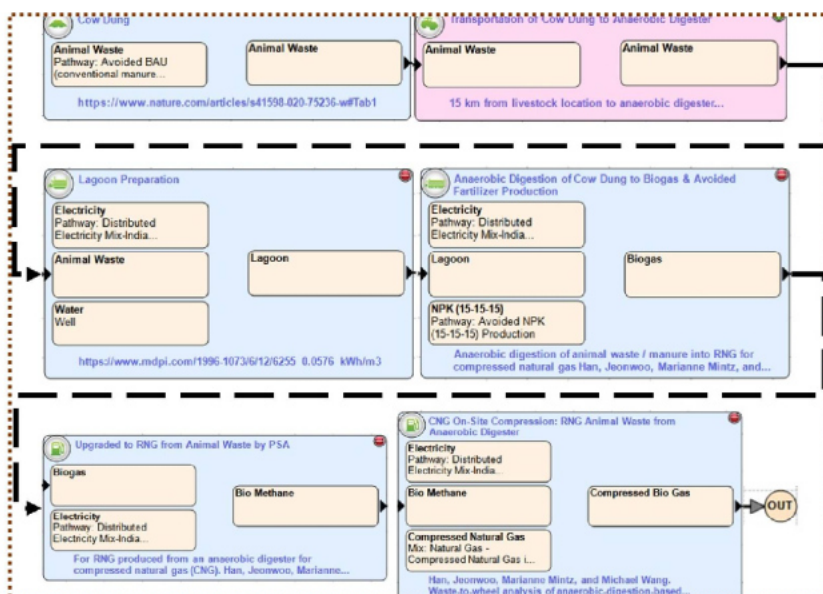 Cow Dung
Transportation of Cow Dung to Anaerobic Digester
Animal Waste
Pathway: Avoided BAU
(conventional manure...
Animal Waste
Animal Waste
Animal Waste
https://www.nature.com/articles/s41598-020-75236-w#Tab1
15 km from livestock location to anaerobic digester...
Lagoon Preparation
Electricity
Pathway: Distributed
Electricity Mix-India...
Animal Waste
Water
Well
Lagoon
https://www.mdpi.com/1996-1073/6/12/6255 0.0576 kWh/m3
Anaerobic Digestion of Cow Dung to Biogas & Avoided
Fartilizer Production
Electricity
Pathway: Distributed
Electricity Mix-India...
Lagoon
NPK (15-15-15)
Pathway: Avoided NPK
(15-15-15) Production
Biogas
Anaerobic digestion of animal waste / manure into RNG for
compressed natural gas Han, Jeonwoo, Marianne Mintz, and...
Upgraded to RNG from Animal Waste by PSA
Biogas
Electricity
Pathway: Distributed
Electricity Mix-India...
Bio Methane
For RNG produced from an anaerobic digester for
compressed natural gas (CNG). Han, Jeonwoo, Marianne...
CNG On-Site Compression: RNG Animal Waste from
Anaerobic Digester
Electricity
Pathway: Distributed
Electricity Mix-India...
Bio Methane
Compressed Natural Gas
Mix: Natural Gas -
Compressed Natural Gas i...
Compressed Bio Gas
OUT
Han, Jeonwoo, Marianne Mintz, and Michael Wang.
Waste-to-wheel analysis of anaerobic-digestion-based...